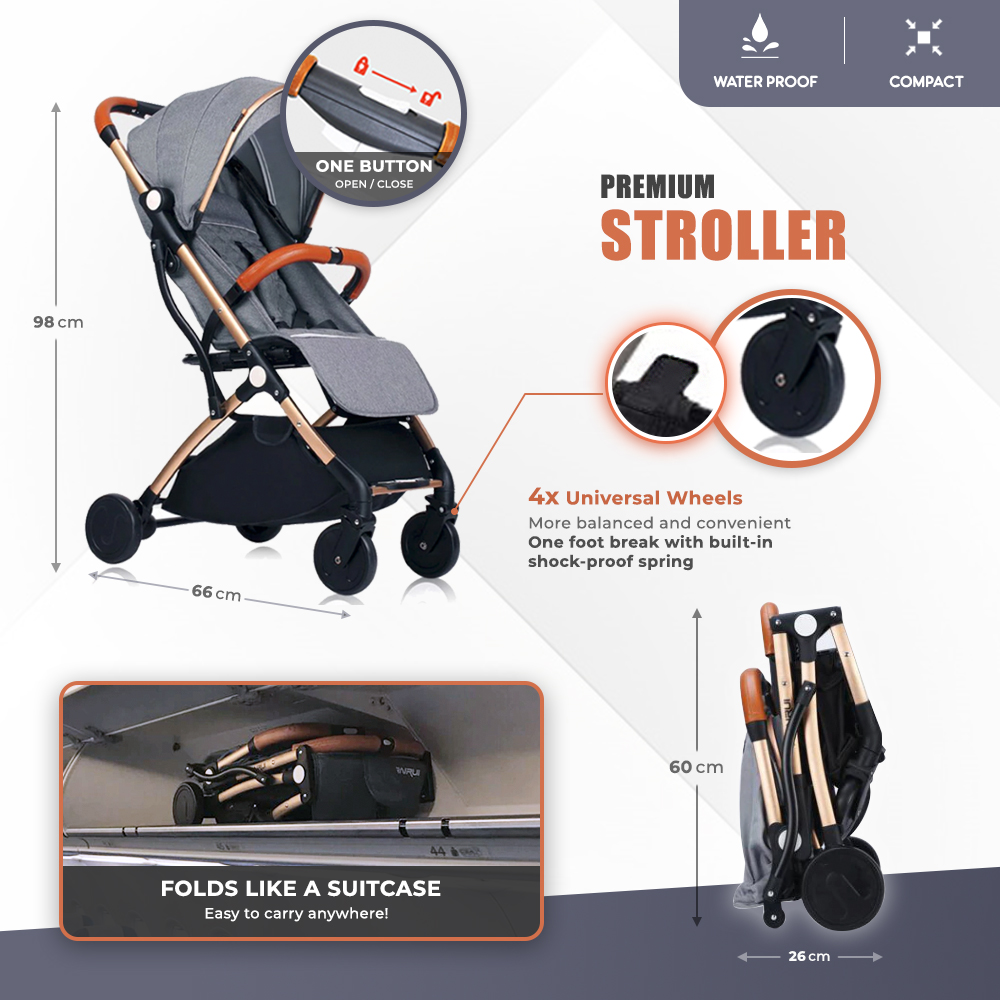 WATER PROOF
COMPACT
ONE BUTTON
OPEN / CLOSE
PREMIUM
STROLLER
98 cm
4x Universal Wheels
More balanced and convenient
One foot break with built-in
shock-proof spring
66 cm
60 cm
FOLDS LIKE A SUITCASE
Easy to carry anywhere!
44
26 cm